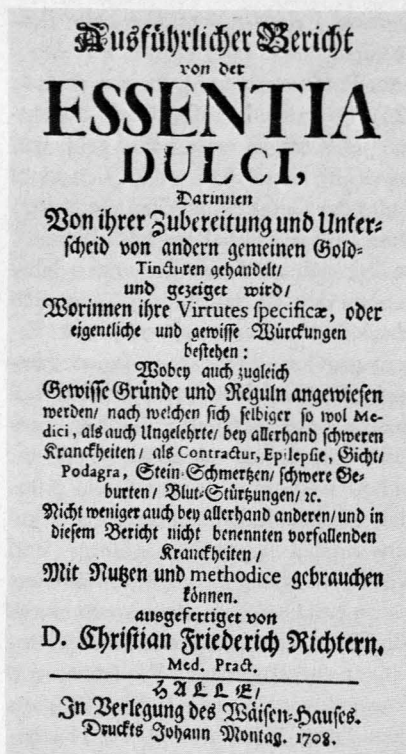 Ausführlicher Bericht
von der
ESSENTIA
DULCI,
Darinnen
Von ihrer Zubereitung und Unter-
scheid von andern gemeinen Gold-
Tincturen gehandelt/
und gezeiget wird/
Worinnen ihre Virtutes specificæ, oder
eigentliche und gewisse Würckungen
bestehen:
Wobey auch zugleich
Gewisse Gründe und Reguln angewiesen
werden/ nach welchen sich selbiger so wol Me-
dici, als auch Ungelehrte/ bey allerhand schweren
Kranckheiten/ als Contractur, Epilepsie, Gicht/
Podagra, Stein-Schmertzen/ schwere Ge-
burten/ Blut-Stürtzungen/ ꝛc.
Nicht weniger auch bey allerhand anderen/ und in
diesem Bericht nicht benennten vorfallenden
Kranckheiten/
Mit Nutzen und methodice gebrauchen
können.
ausgefertiget von
D. Christian Friederich Richtern.
Med. Pract.
HALLE/
In Verlegung des Wäisen-Hauses.
Druckts Johann Montag. 1708.